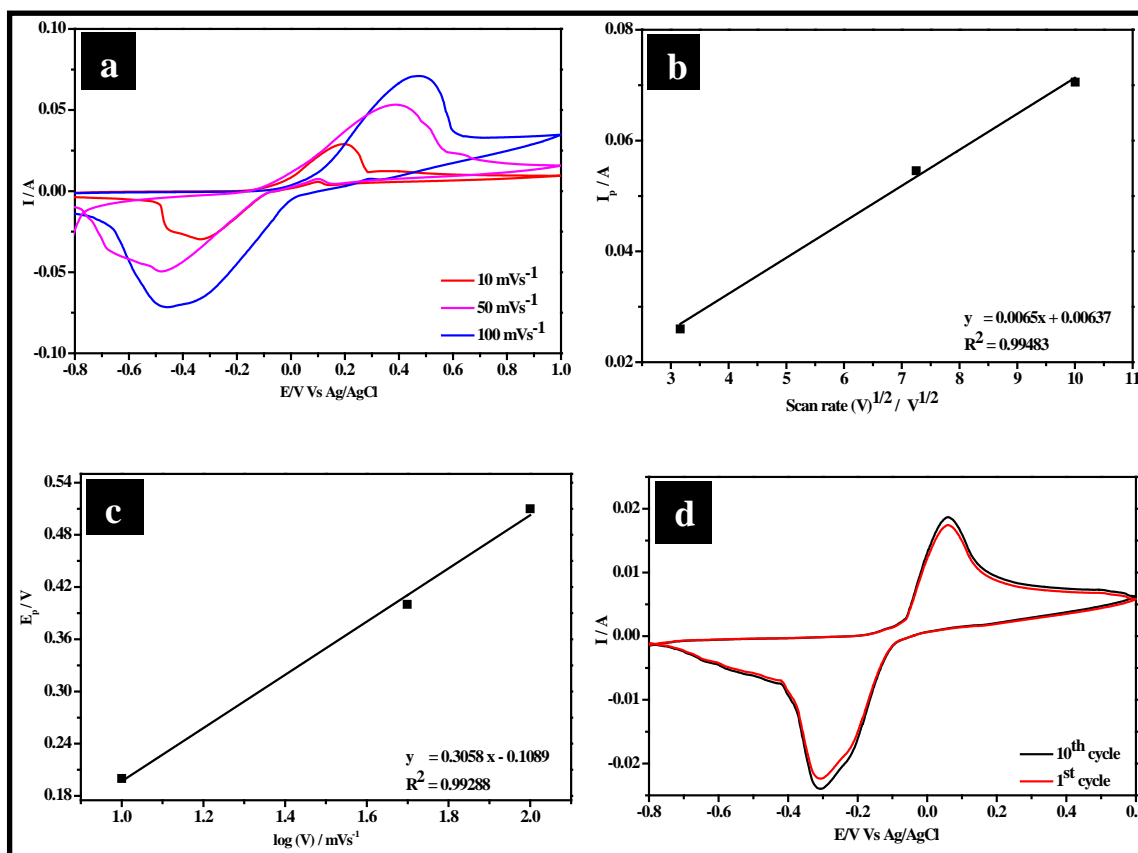 a
0.10
0.05
0.00
-0.05
-0.10
I / A
-0.8 -0.6 -0.4 -0.2 0.0 0.2 0.4 0.6 0.8 1.0
E/V Vs Ag/AgCl
10 mVs-1
50 mVs-1
100 mVs-1
b
0.08
0.06
0.04
0.02
Ip / A
3 4 5 6 7 8 9 10 11
Scan rate (V)1/2 / V1/2
y = 0.0065x + 0.00637
R2 = 0.99483
c
0.54
0.48
0.42
0.36
0.30
0.24
0.18
Ep / V
1.0 1.2 1.4 1.6 1.8 2.0
log (V) / mVs-1
y = 0.3058 x - 0.1089
R2 = 0.99288
d
0.02
0.01
0.00
-0.01
-0.02
I / A
-0.8 -0.6 -0.4 -0.2 0.0 0.2 0.4
E/V Vs Ag/AgCl
10th cycle
1st cycle